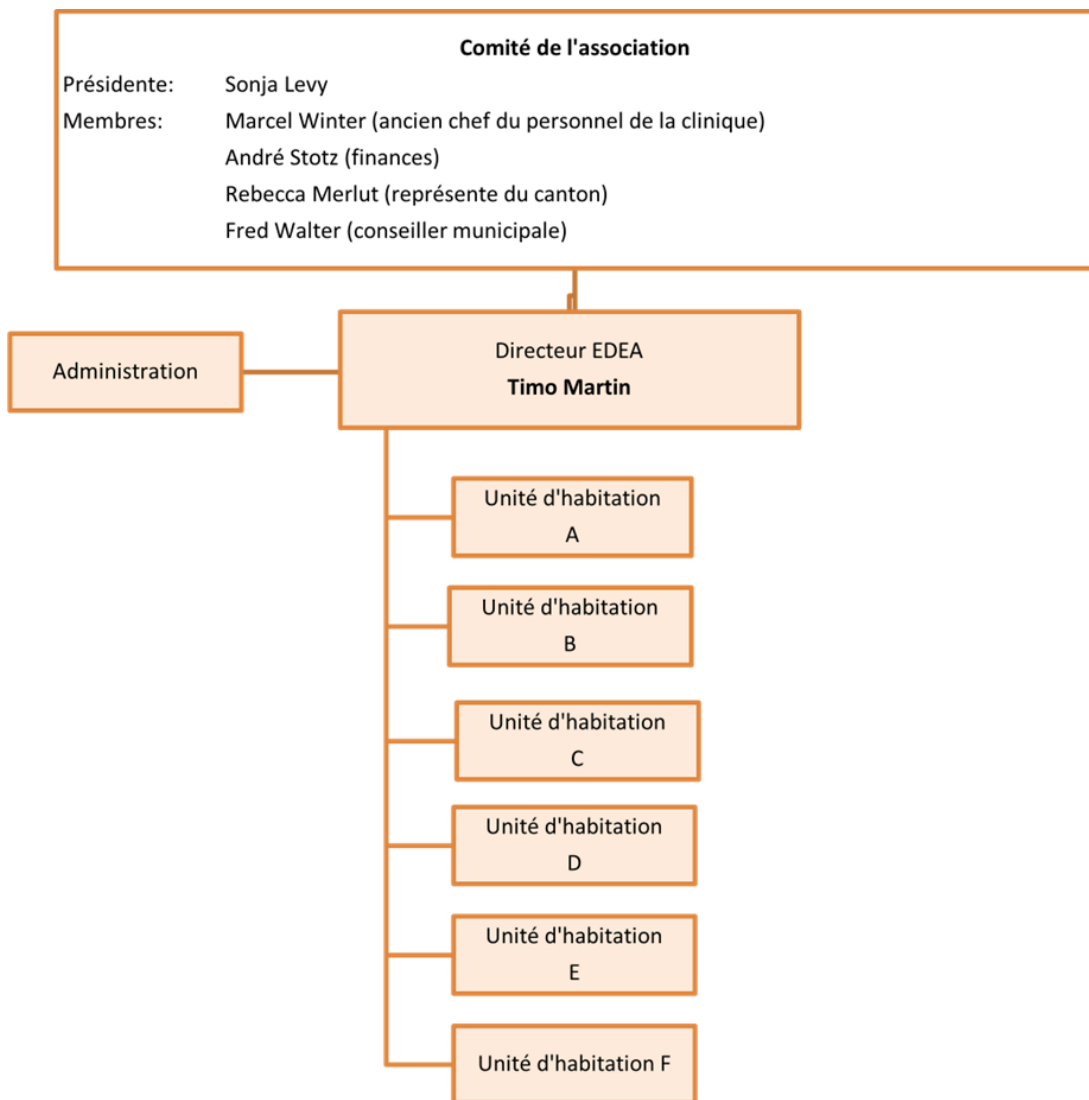 Comité de l'association
Présidente: Sonja Levy
Membres: Marcel Winter (ancien chef du personnel de la clinique)
André Stotz (finances)
Rebecca Merlut (représente du canton)
Fred Walter (conseiller municipale)
Directeur EDEA
Timo Martin
Administration
Unité d'habitation
A
Unité d'habitation
B
Unité d'habitation
C
Unité d'habitation
D
Unité d'habitation
E
Unité d'habitation F